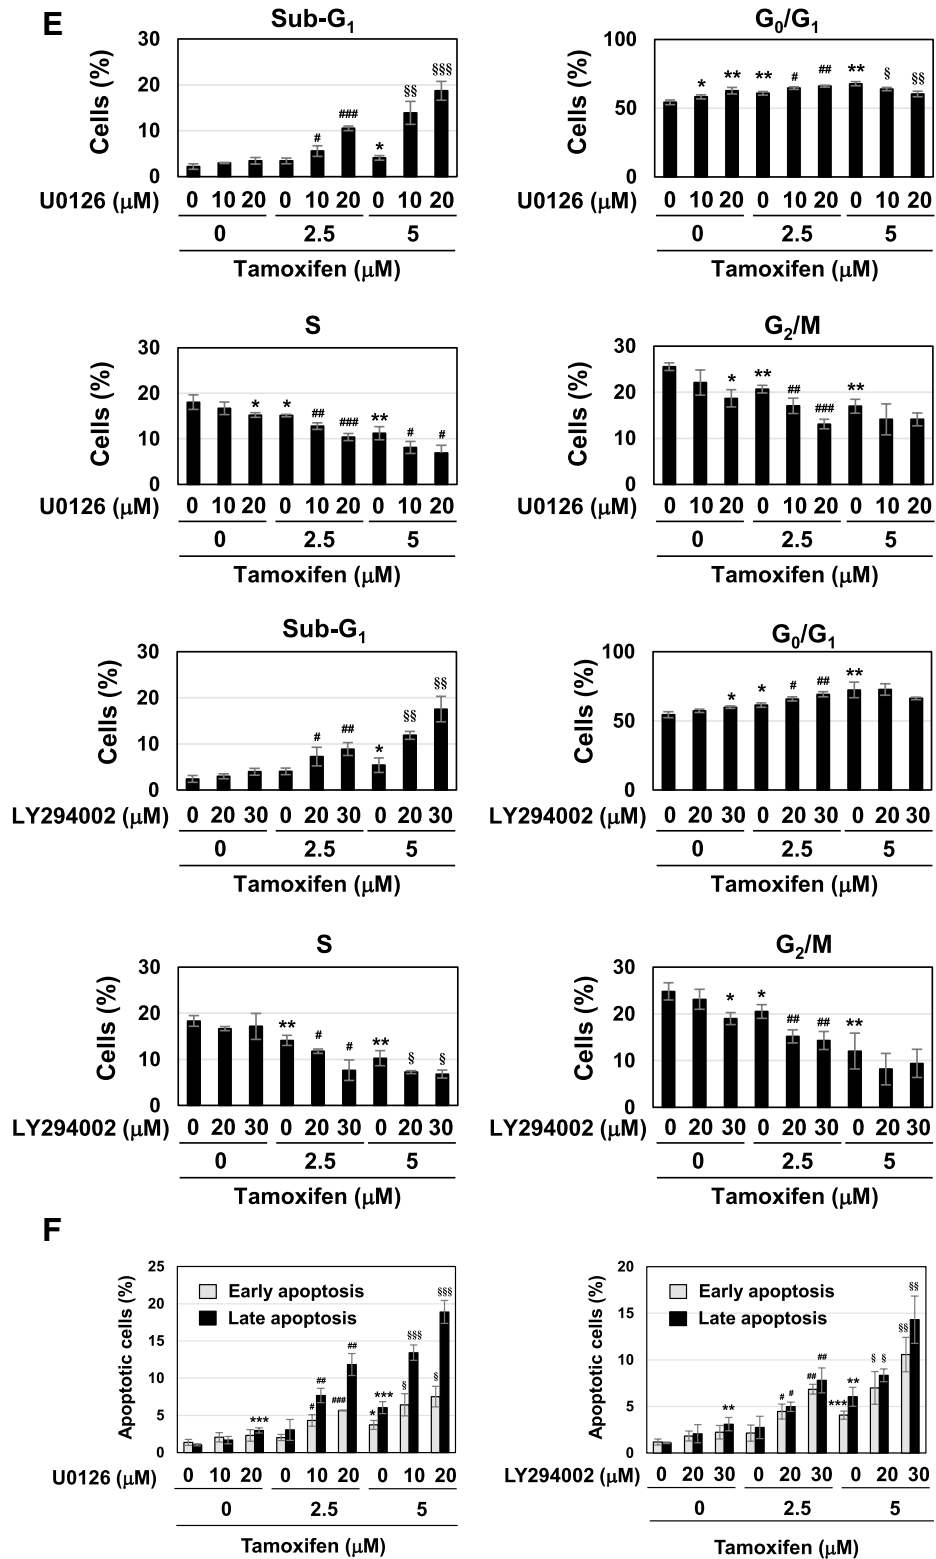 E
Sub-G1
30
20
10
0
Cells (%)
* # ### * §§ §§§
U0126 (μM) 0 10 20 0 10 20 0 10 20
0 2.5 5
Tamoxifen (μM)
G0/G1
100
50
0
Cells (%)
* ** ** # ## ** § §§
U0126 (μM) 0 10 20 0 10 20 0 10 20
0 2.5 5
Tamoxifen (μM)
S
30
20
10
0
Cells (%)
* * ## ### ** # #
U0126 (μM) 0 10 20 0 10 20 0 10 20
0 2.5 5
Tamoxifen (μM)
G2/M
30
20
10
0
Cells (%)
* ** ## ### **
U0126 (μM) 0 10 20 0 10 20 0 10 20
0 2.5 5
Tamoxifen (μM)
Sub-G1
30
20
10
0
Cells (%)
# ## * §§ §§
LY294002 (μM) 0 20 30 0 20 30 0 20 30
0 2.5 5
Tamoxifen (μM)
G0/G1
100
50
0
Cells (%)
* * # ## **
LY294002 (μM) 0 20 30 0 20 30 0 20 30
0 2.5 5
Tamoxifen (μM)
S
30
20
10
0
Cells (%)
** # # ** § §
LY294002 (μM) 0 20 30 0 20 30 0 20 30
0 2.5 5
Tamoxifen (μM)
G2/M
30
20
10
0
Cells (%)
* * ## ## **
LY294002 (μM) 0 20 30 0 20 30 0 20 30
0 2.5 5
Tamoxifen (μM)
F
25
20
15
10
5
0
Apoptotic cells (%)
Early apoptosis
Late apoptosis
*** # ## ### ## * *** § §§§ § §§§
U0126 (μM) 0 10 20 0 10 20 0 10 20
0 2.5 5
Tamoxifen (μM)
20
15
10
5
0
Apoptotic cells (%)
Early apoptosis
Late apoptosis
** # # ## ## *** ** § § §§ §§
LY294002 (μM) 0 20 30 0 20 30 0 20 30
0 2.5 5
Tamoxifen (μM)